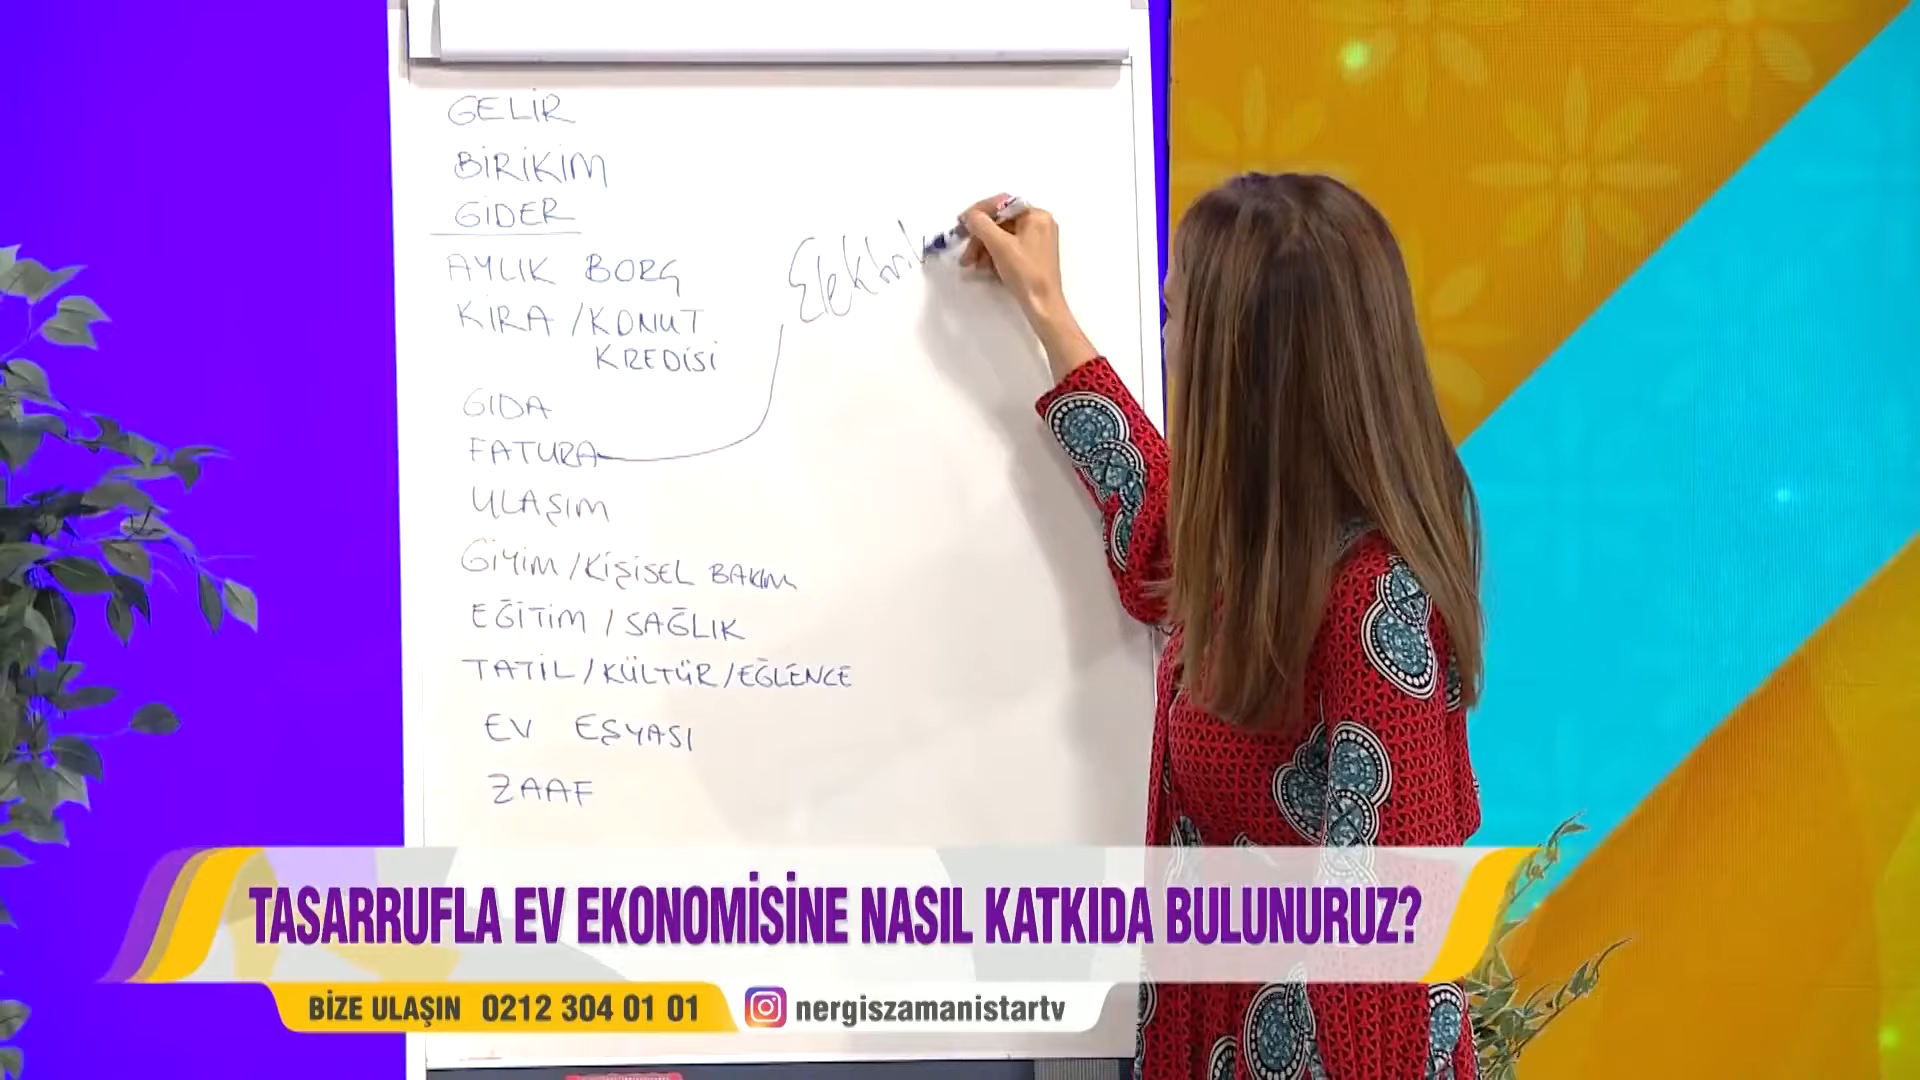 GELİR
BİRİKİM
GİDER
AYLIK BORÇ
KİRA / KONUT
KREDİSİ
GIDA
FATURA
Elektrik
ULAŞIM
GİYİM / KİŞİSEL BAKIM
EĞİTİM / SAĞLIK
TATİL / KÜLTÜR / EĞLENCE
EV EŞYASI
ZAAF
TASARRUFLA EV EKONOMİSİNE NASIL KATKIDA BULUNURUZ?
BİZE ULAŞIN 0212 304 01 01
nergiszamanistartv